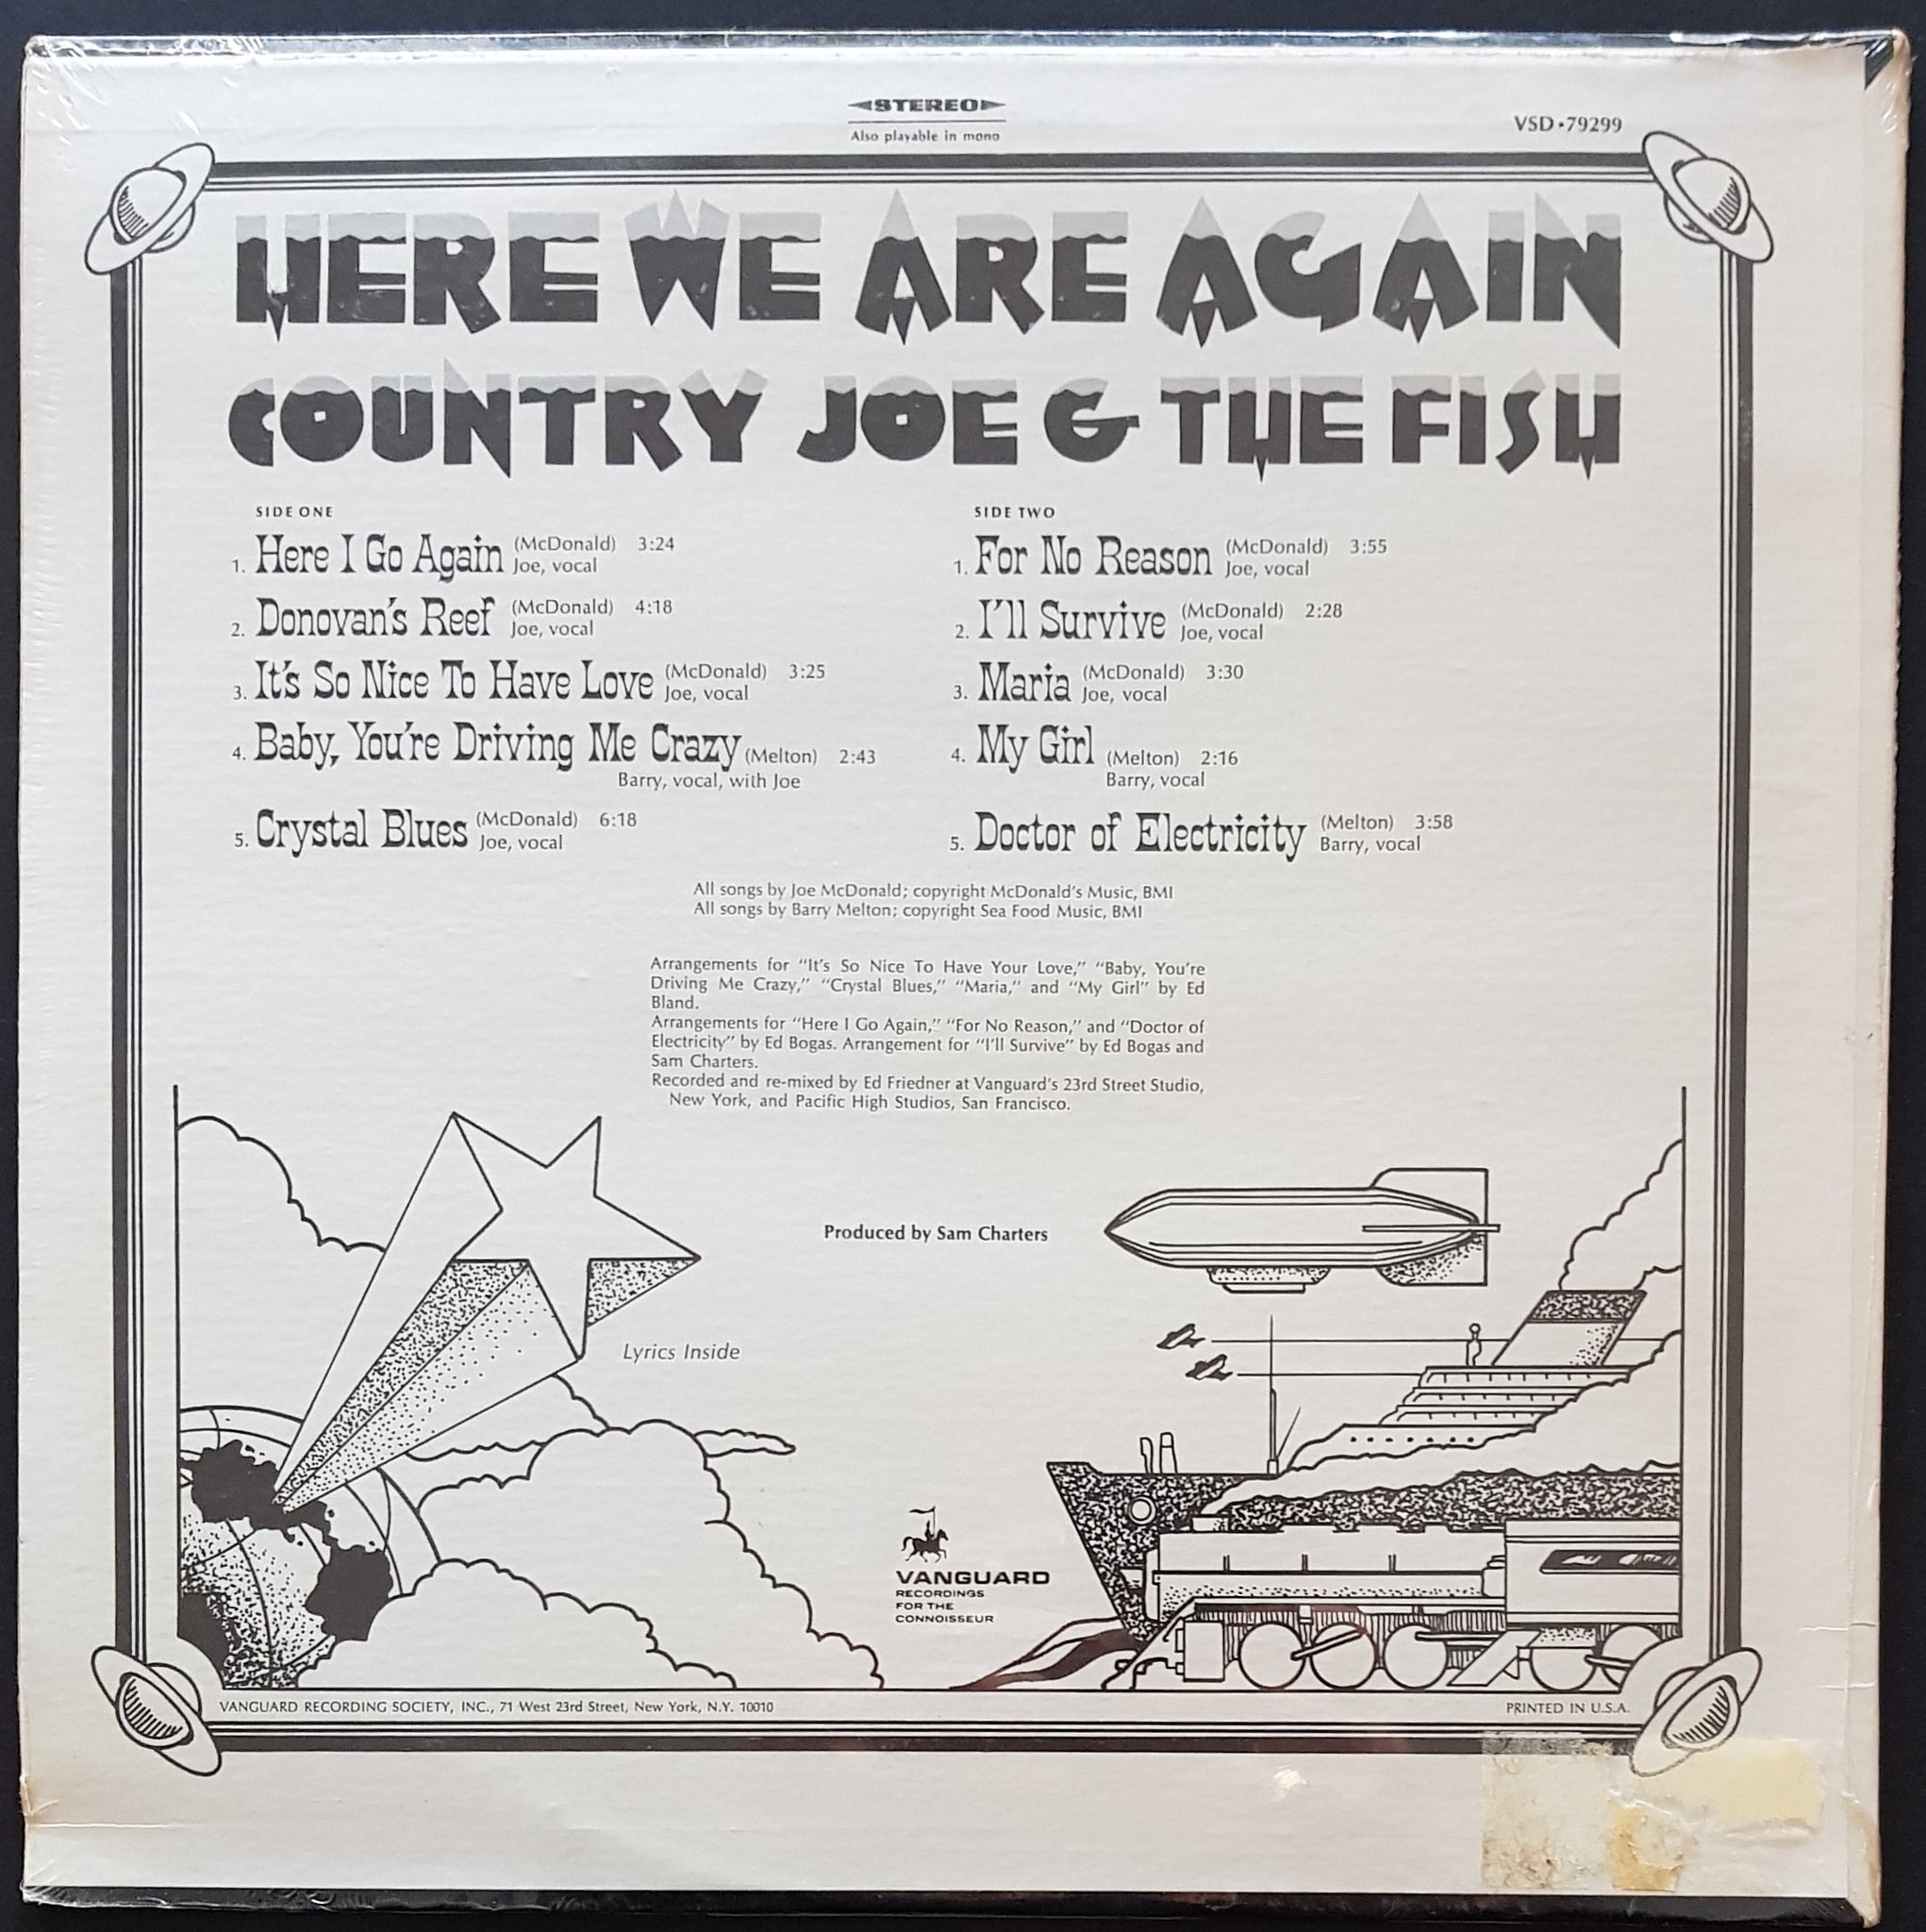 STEREO
Also playable in mono
VSD•79299
HERE WE ARE AGAIN
COUNTRY JOE & THE FISH
SIDE ONE
1. Here I Go Again (McDonald) 3:24
Joe, vocal
2. Donovan's Reef (McDonald) 4:18
Joe, vocal
3. It's So Nice To Have Love (McDonald) 3:25
Joe, vocal
4. Baby, You're Driving Me Crazy (Melton) 2:43
Barry, vocal, with Joe
5. Crystal Blues (McDonald) 6:18
Joe, vocal
SIDE TWO
1. For No Reason (McDonald) 3:55
Joe, vocal
2. I'll Survive (McDonald) 2:28
Joe, vocal
3. Maria (McDonald) 3:30
Joe, vocal
4. My Girl (Melton) 2:16
Barry, vocal
5. Doctor of Electricity (Melton) 3:58
Barry, vocal
All songs by Joe McDonald; copyright McDonald's Music, BMI
All songs by Barry Melton; copyright Sea Food Music, BMI
Arrangements for "It's So Nice To Have Your Love," "Baby, You're
Driving Me Crazy," "Crystal Blues," "Maria," and "My Girl" by Ed
Bland.
Arrangements for "Here I Go Again," "For No Reason," and "Doctor of
Electricity" by Ed Bogas. Arrangement for "I'll Survive" by Ed Bogas and
Sam Charters.
Recorded and re-mixed by Ed Friedner at Vanguard's 23rd Street Studio,
New York, and Pacific High Studios, San Francisco.
Produced by Sam Charters
Lyrics Inside
VANGUARD
RECORDINGS
FOR THE
CONNOISSEUR
VANGUARD RECORDING SOCIETY, INC., 71 West 23rd Street, New York, N.Y. 10010
PRINTED IN U.S.A.